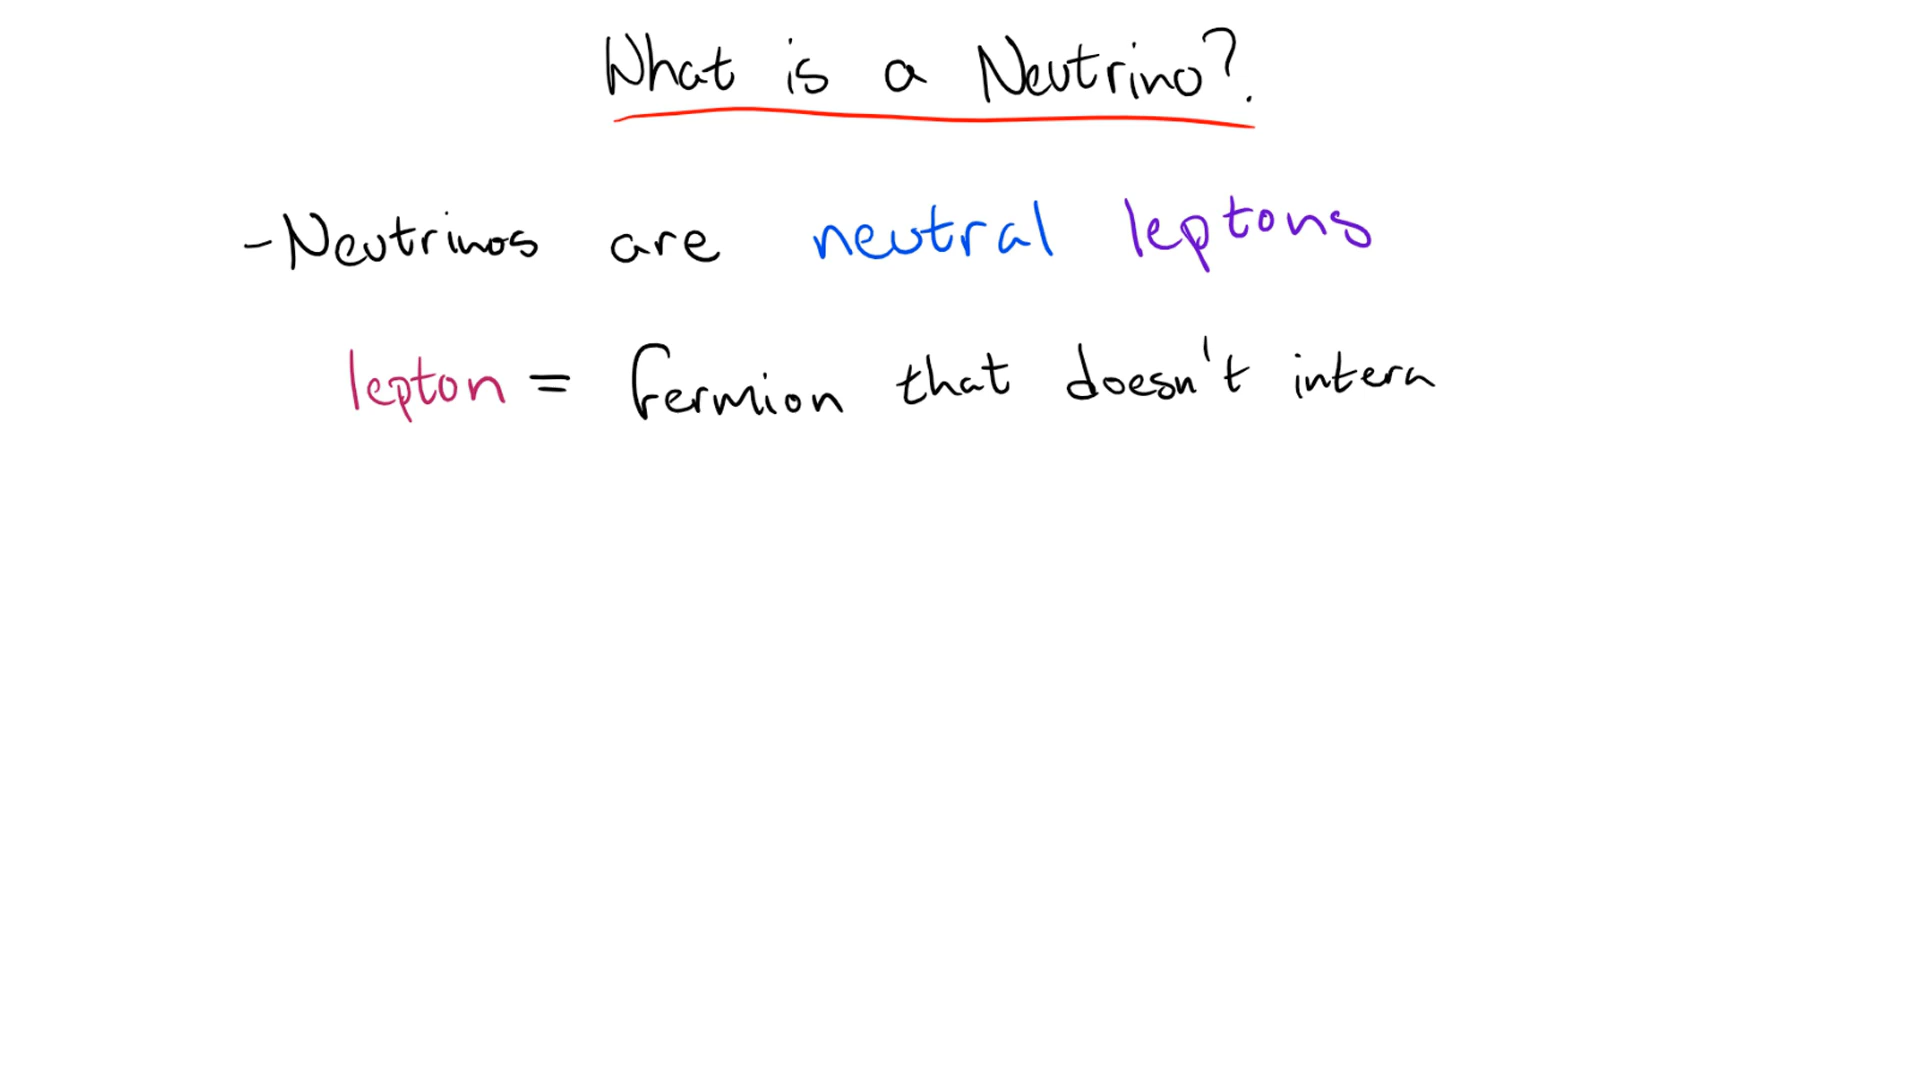 What is a Neutrino?
-Neutrinos are neutral leptons
lepton = fermion that doesn't intera